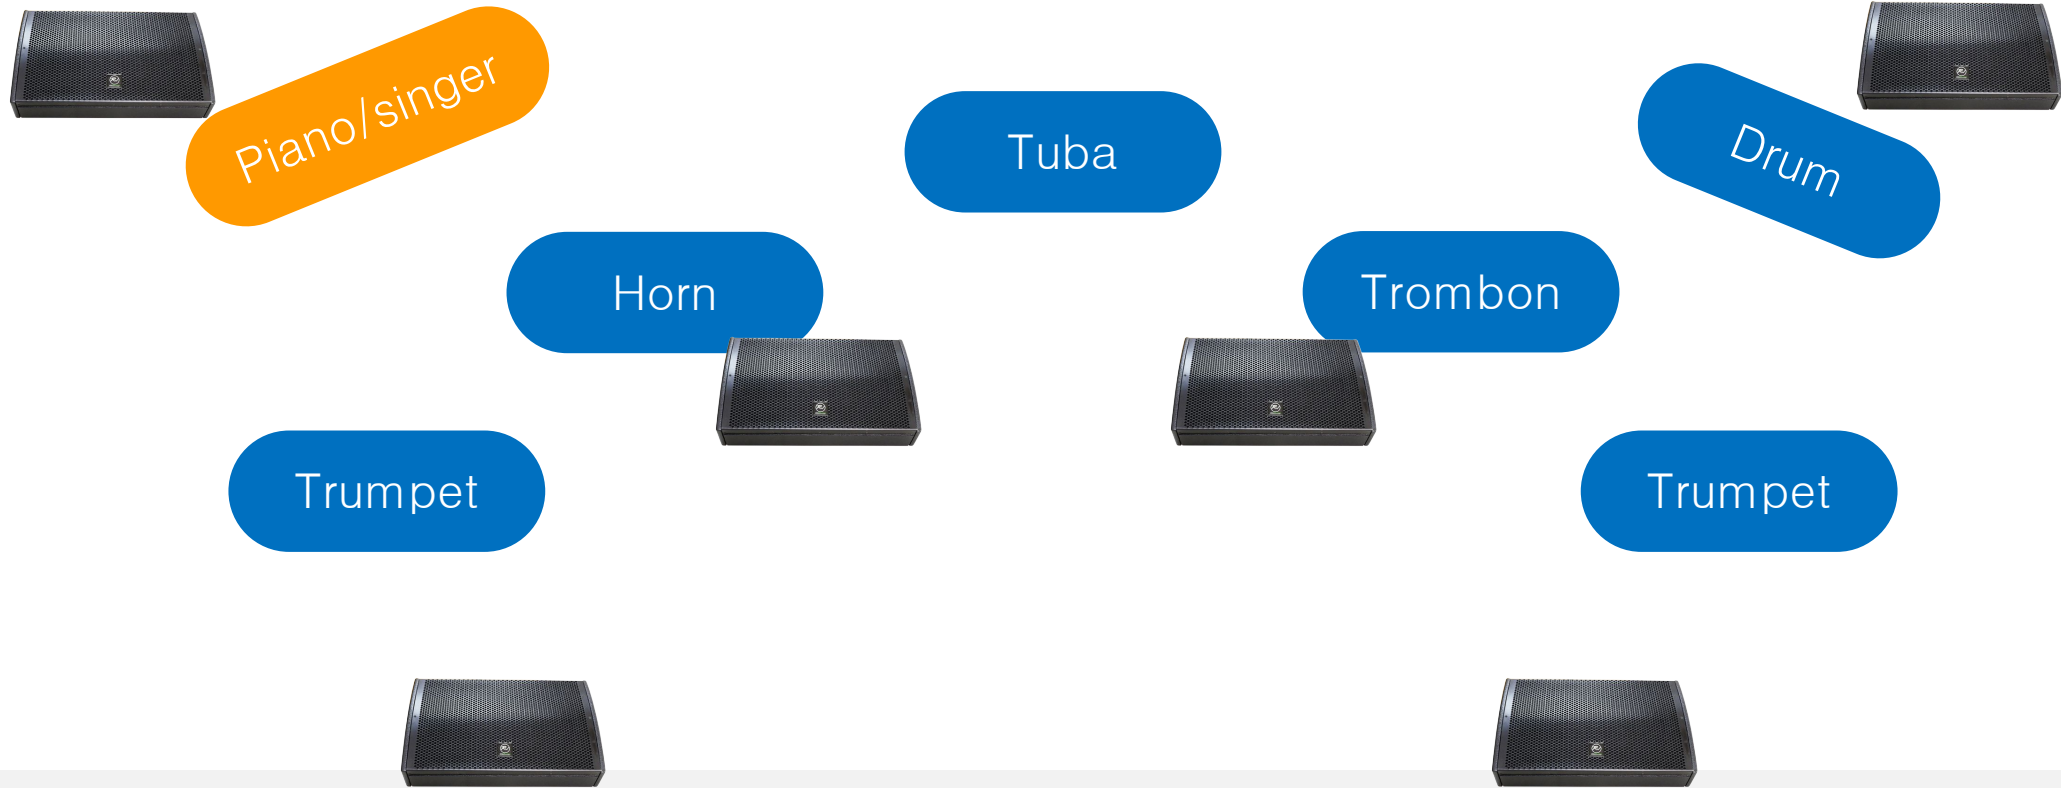 Piano/singer
Tuba
Drum
Horn
Trombon
Trumpet
Trumpet